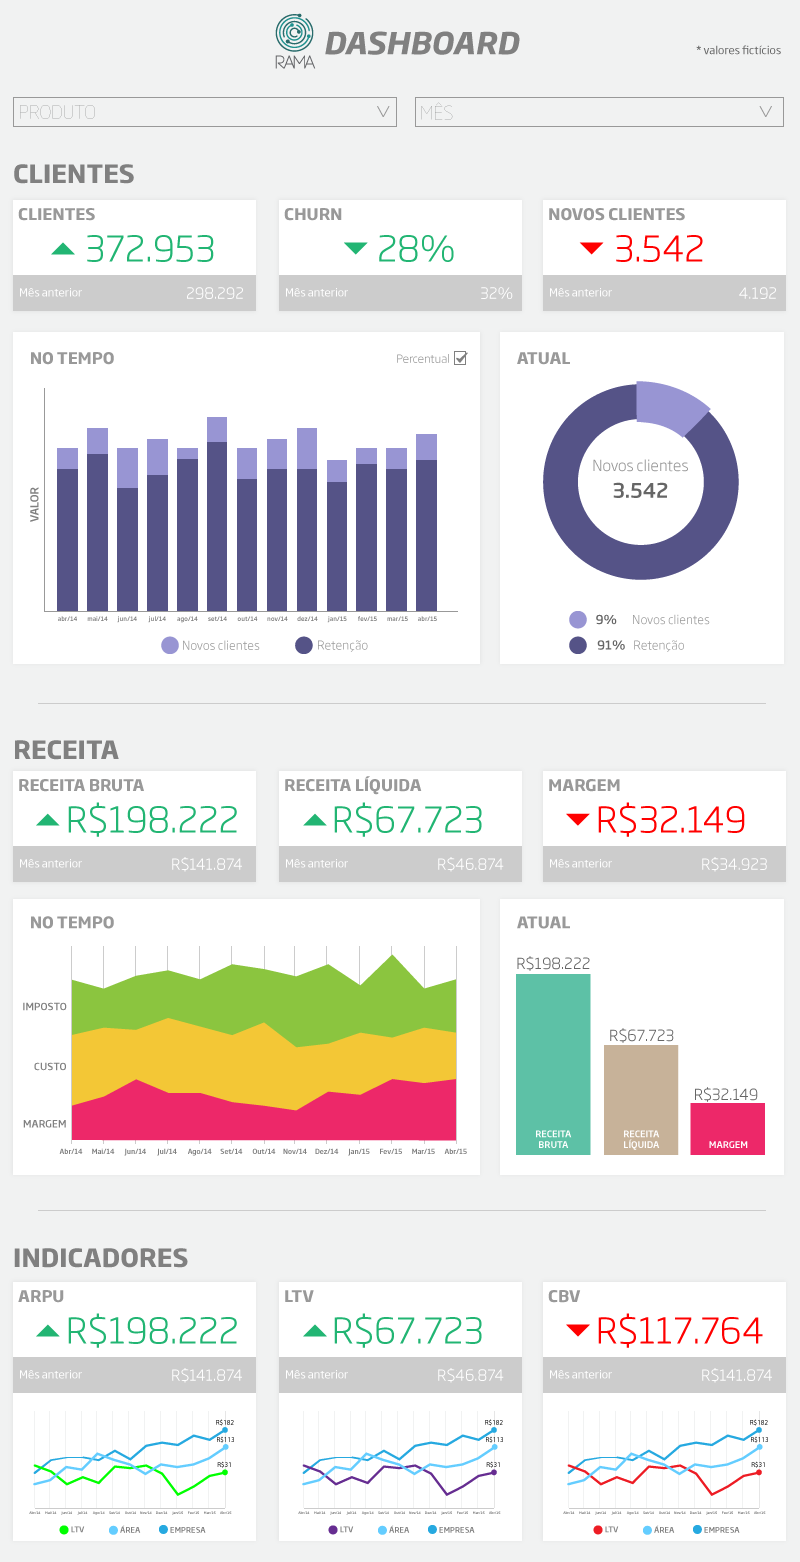 RAMA
DASHBOARD
* valores fictícios
PRODUTO
MÊS
CLIENTES
CLIENTES
372.953
Mês anterior 298.292
CHURN
28%
Mês anterior 32%
NOVOS CLIENTES
3.542
Mês anterior 4.192
NO TEMPO
Percentual
VALOR
abr/14 mai/14 jun/14 jul/14 ago/14 set/14 out/14 nov/14 dez/14 jan/15 fev/15 mar/15 abr/15
Novos clientes Retenção
ATUAL
Novos clientes
3.542
9% Novos clientes
91% Retenção
RECEITA
RECEITA BRUTA
R$198.222
Mês anterior R$141.874
RECEITA LÍQUIDA
R$67.723
Mês anterior R$46.874
MARGEM
R$32.149
Mês anterior R$34.923
NO TEMPO
IMPOSTO
CUSTO
MARGEM
Abr/14 Mai/14 Jun/14 Jul/14 Ago/14 Set/14 Out/14 Nov/14 Dez/14 Jan/15 Fev/15 Mar/15 Abr/15
ATUAL
R$198.222
R$67.723
R$32.149
RECEITA
BRUTA
RECEITA
LÍQUIDA
MARGEM
INDICADORES
ARPU
R$198.222
Mês anterior R$141.874
R$182
R$113
R$31
LTV ÁREA EMPRESA
LTV
R$67.723
Mês anterior R$46.874
R$182
R$113
R$31
LTV ÁREA EMPRESA
CBV
R$117.764
Mês anterior R$141.874
R$182
R$113
R$31
LTV ÁREA EMPRESA